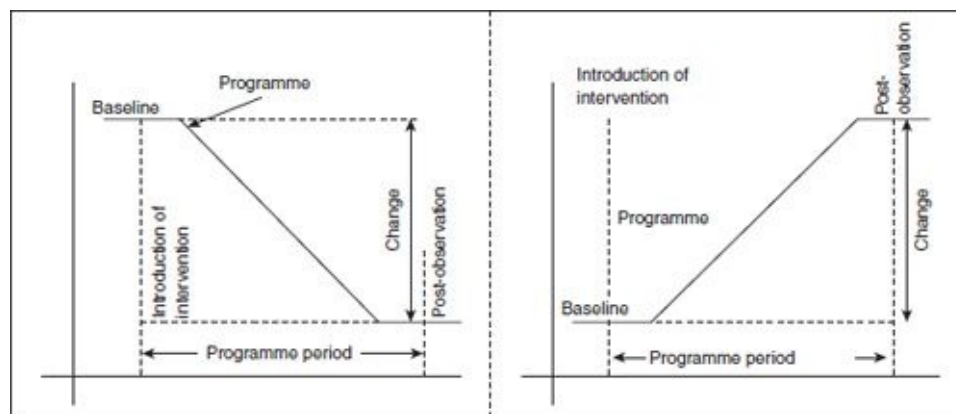 Programme
Baseline
Introduction of
intervention
Change
Post-observation
Programme period
Introduction of
intervention
Post-
observation
Programme
Change
Baseline
Programme period